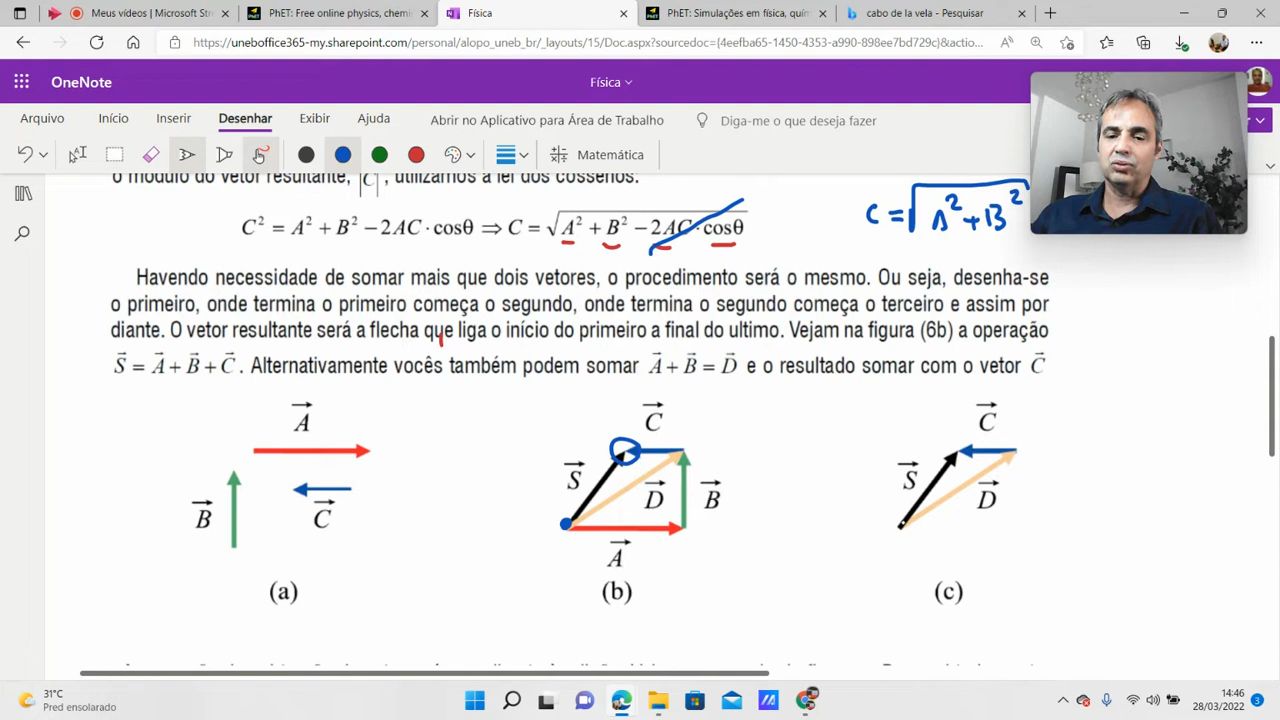 Meus vídeos | Microsoft Str
PhET: Free online physics, chemis
Física
PhET: Simulações em física, quím
cabo de la vela - Pesquisar
https://uneboffice365-my.sharepoint.com/personal/alopo_uneb_br/_layouts/15/Doc.aspx?sourcedoc={4eefba65-1450-4353-a990-898ee7bd729c}&actio...
OneNote
Física
Arquivo Início Inserir Desenhar Exibir Ajuda Abrir no Aplicativo para Área de Trabalho Diga-me o que deseja fazer
Matemática
o módulo do vetor resultante, |C|, utilizamos a lei dos cossenos:
C = √A² + B²
C² = A² + B² − 2AC · cosθ ⇒ C = √A² + B² − 2AC · cosθ
Havendo necessidade de somar mais que dois vetores, o procedimento será o mesmo. Ou seja, desenha-se
o primeiro, onde termina o primeiro começa o segundo, onde termina o segundo começa o terceiro e assim por
diante. O vetor resultante será a flecha que liga o início do primeiro a final do ultimo. Vejam na figura (6b) a operação
S⃗ = A⃗ + B⃗ + C⃗. Alternativamente vocês também podem somar A⃗ + B⃗ = D⃗ e o resultado somar com o vetor C⃗
A⃗ C⃗ C⃗
S⃗ S⃗
B⃗ C⃗ D⃗ B⃗ D⃗
A⃗
(a) (b) (c)
31°C
Pred ensolarado
14:46
28/03/2022
3